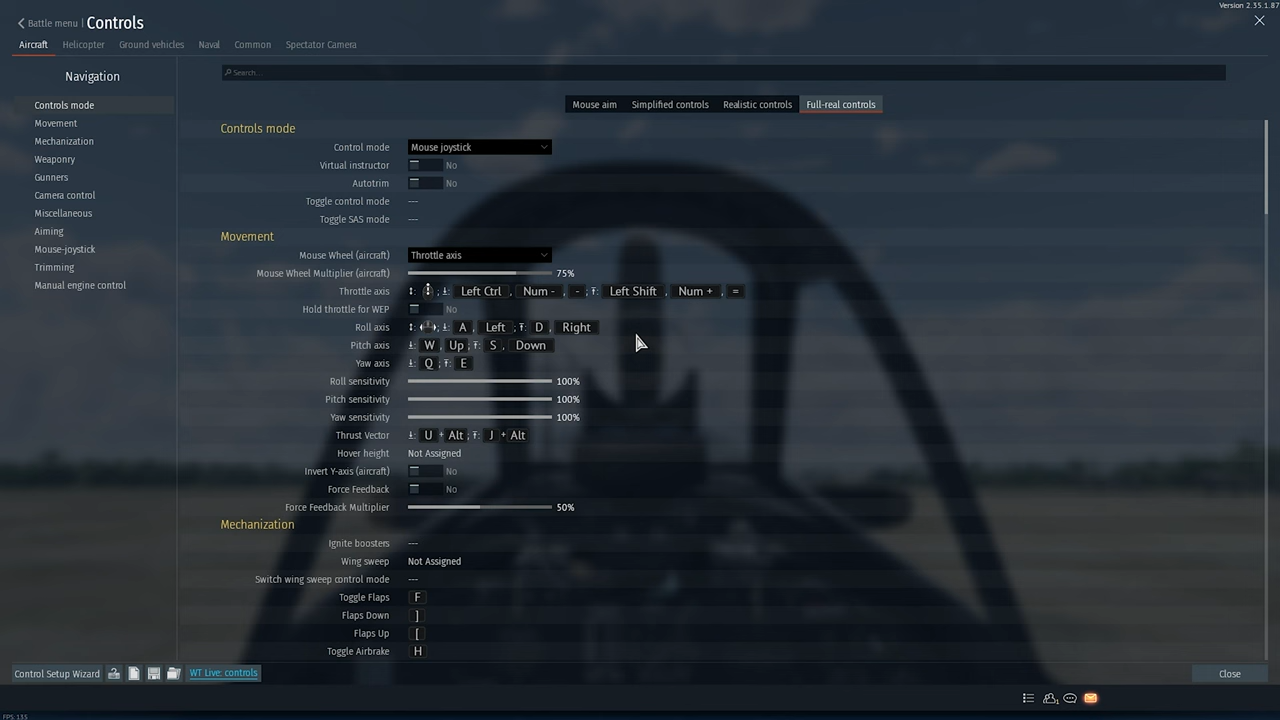 Version 2.35.1.87
Battle menu | Controls
Aircraft Helicopter Ground vehicles Naval Common Spectator Camera
Navigation
Controls mode
Movement
Mechanization
Weaponry
Gunners
Camera control
Miscellaneous
Aiming
Mouse-joystick
Trimming
Manual engine control
Search...
Mouse aim Simplified controls Realistic controls Full-real controls
Controls mode
Control mode Mouse joystick
Virtual instructor No
Autotrim No
Toggle control mode ---
Toggle SAS mode ---
Movement
Mouse Wheel (aircraft) Throttle axis
Mouse Wheel Multiplier (aircraft) 75%
Throttle axis : ; : Left Ctrl , Num - , - ; : Left Shift , Num + , =
Hold throttle for WEP No
Roll axis : ; : A , Left ; : D , Right
Pitch axis : W , Up ; : S , Down
Yaw axis : Q ; : E
Roll sensitivity 100%
Pitch sensitivity 100%
Yaw sensitivity 100%
Thrust Vector : U + Alt ; : J + Alt
Hover height Not Assigned
Invert Y-axis (aircraft) No
Force Feedback No
Force Feedback Multiplier 50%
Mechanization
Ignite boosters ---
Wing sweep Not Assigned
Switch wing sweep control mode ---
Toggle Flaps F
Flaps Down ]
Flaps Up [
Toggle Airbrake H
Control Setup Wizard WT Live: controls Close
1
FPS 135